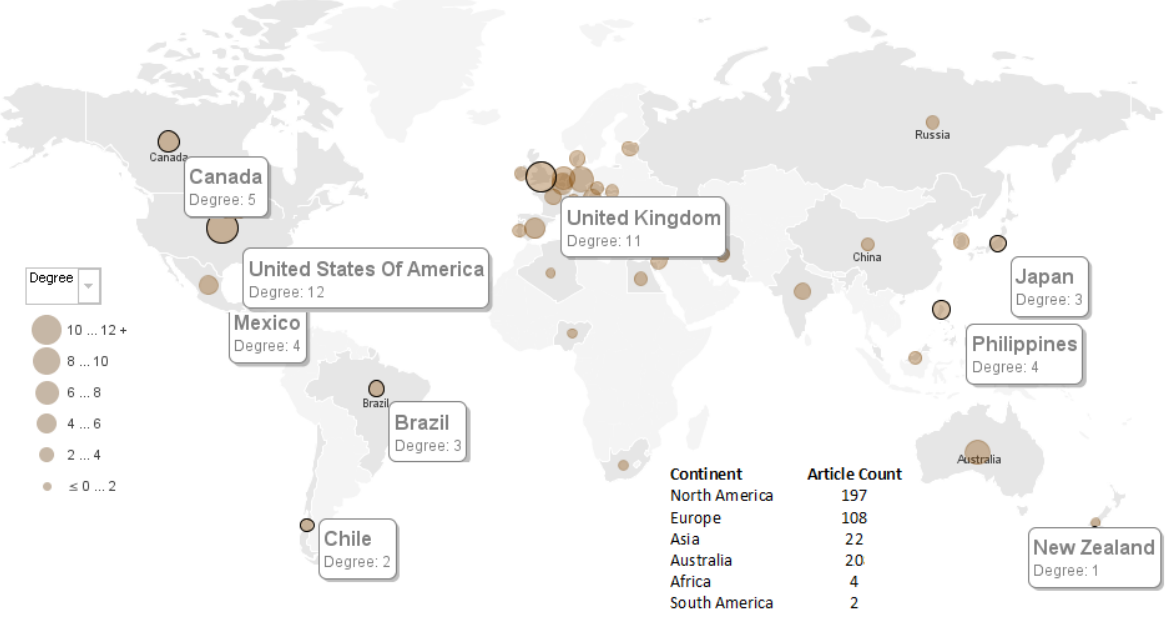 Russia
Canada
Canada
Degree: 5
United Kingdom
Degree: 11
China
United States Of America
Degree: 12
Japan
Degree: 3
Degree
Mexico
Degree: 4
Philippines
Degree: 4
10 ... 12 +
8 ... 10
6 ... 8
4 ... 6
2 ... 4
≤ 0 ... 2
Brazil
Brazil
Degree: 3
Australia
Continent Article Count
North America 197
Europe 108
Asia 22
Australia 20
Africa 4
South America 2
Chile
Degree: 2
New Zealand
Degree: 1